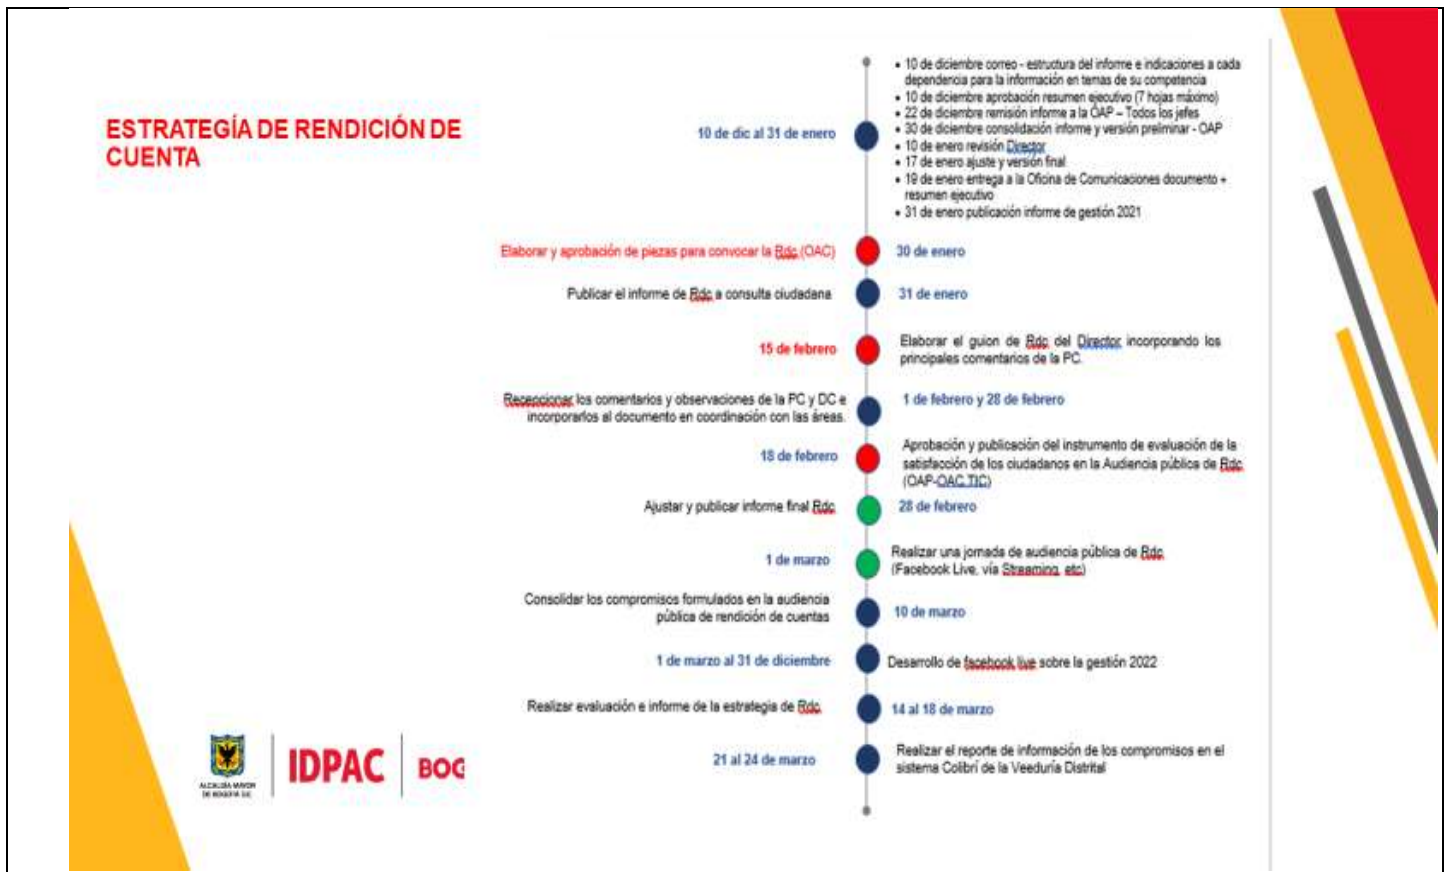 ESTRATEGÍA DE RENDICIÓN DE
CUENTA
10 de dic al 31 de enero
• 10 de diciembre correo - estructura del informe e indicaciones a cada
dependencia para la información en temas de su competencia
• 10 de diciembre aprobación resumen ejecutivo (7 hojas máximo)
• 22 de diciembre remisión informe a la OAP – Todos los jefes
• 30 de diciembre consolidación informe y versión preliminar - OAP
• 10 de enero revisión Director
• 17 de enero ajuste y versión final
• 19 de enero entrega a la Oficina de Comunicaciones documento +
resumen ejecutivo
• 31 de enero publicación informe de gestión 2021
Elaborar y aprobación de piezas para convocar la Rdc (OAC)
30 de enero
Publicar el informe de Rdc a consulta ciudadana
31 de enero
15 de febrero
Elaborar el guion de Rdc del Director incorporando los
principales comentarios de la PC.
Recepcionar los comentarios y observaciones de la PC y DC e
incorporarlos al documento en coordinación con las áreas.
1 de febrero y 28 de febrero
18 de febrero
Aprobación y publicación del instrumento de evaluación de la
satisfacción de los ciudadanos en la Audiencia pública de Rdc
(OAP-OAC,TIC)
Ajustar y publicar informe final Rdc
28 de febrero
1 de marzo
Realizar una jornada de audiencia pública de Rdc
(Facebook Live, vía Streaming, etc)
Consolidar los compromisos formulados en la audiencia
pública de rendición de cuentas
10 de marzo
1 de marzo al 31 de diciembre
Desarrollo de facebook live sobre la gestión 2022
Realizar evaluación e informe de la estrategia de Rdc
14 al 18 de marzo
21 al 24 de marzo
Realizar el reporte de información de los compromisos en el
sistema Colibrí de la Veeduría Distrital
ALCALDÍA MAYOR
DE BOGOTÁ D.C.
IDPAC
BOG